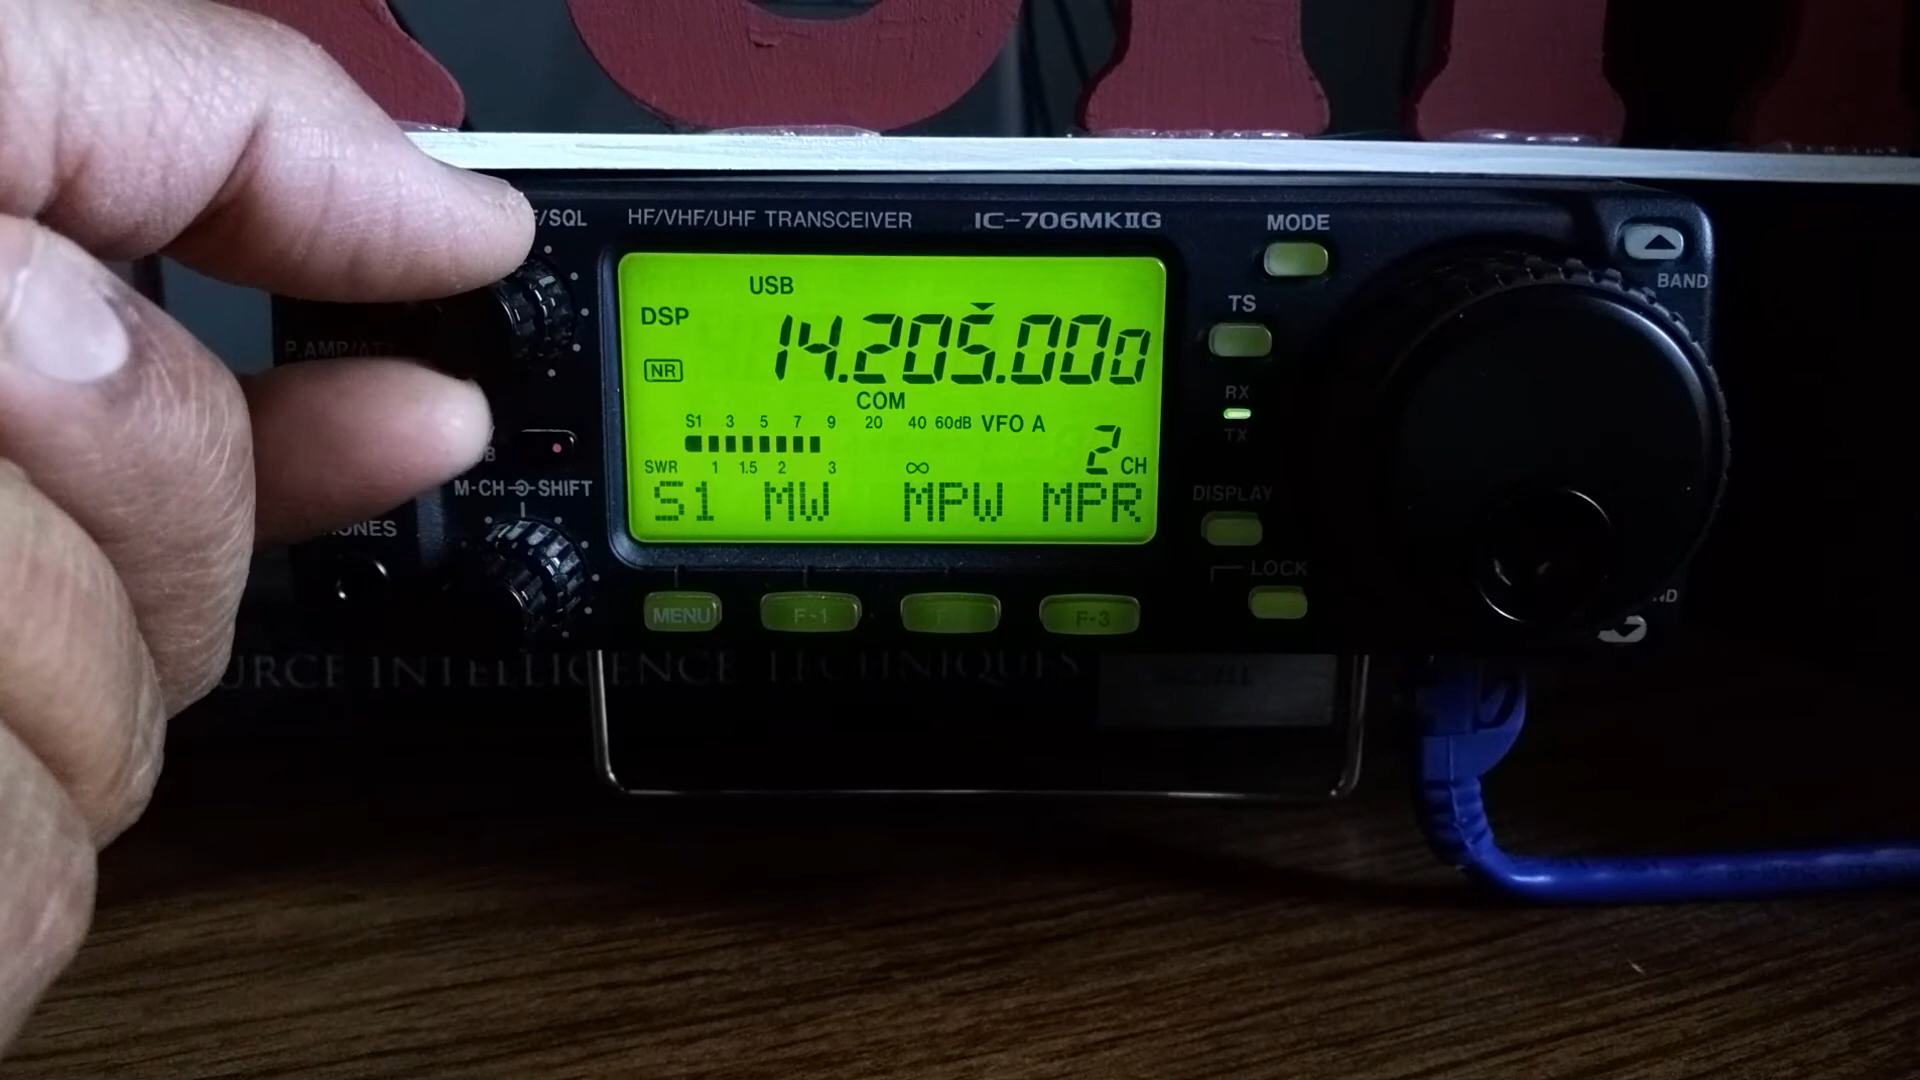 F/SQL HF/VHF/UHF TRANSCEIVER IC-706MKIIG MODE
BAND
USB
DSP 14.205.000
TS
P.AMP/ATT
NR
COM
RX
S1 3 5 7 9 20 40 60dB VFO A
TX
2 CH
SWR 1 1.5 2 3 ∞
M-CH SHIFT
S1 MW MPW MPR
DISPLAY
LOCK
MENU F-1 F F-3
INTELLIGENCE TECHNIQUES